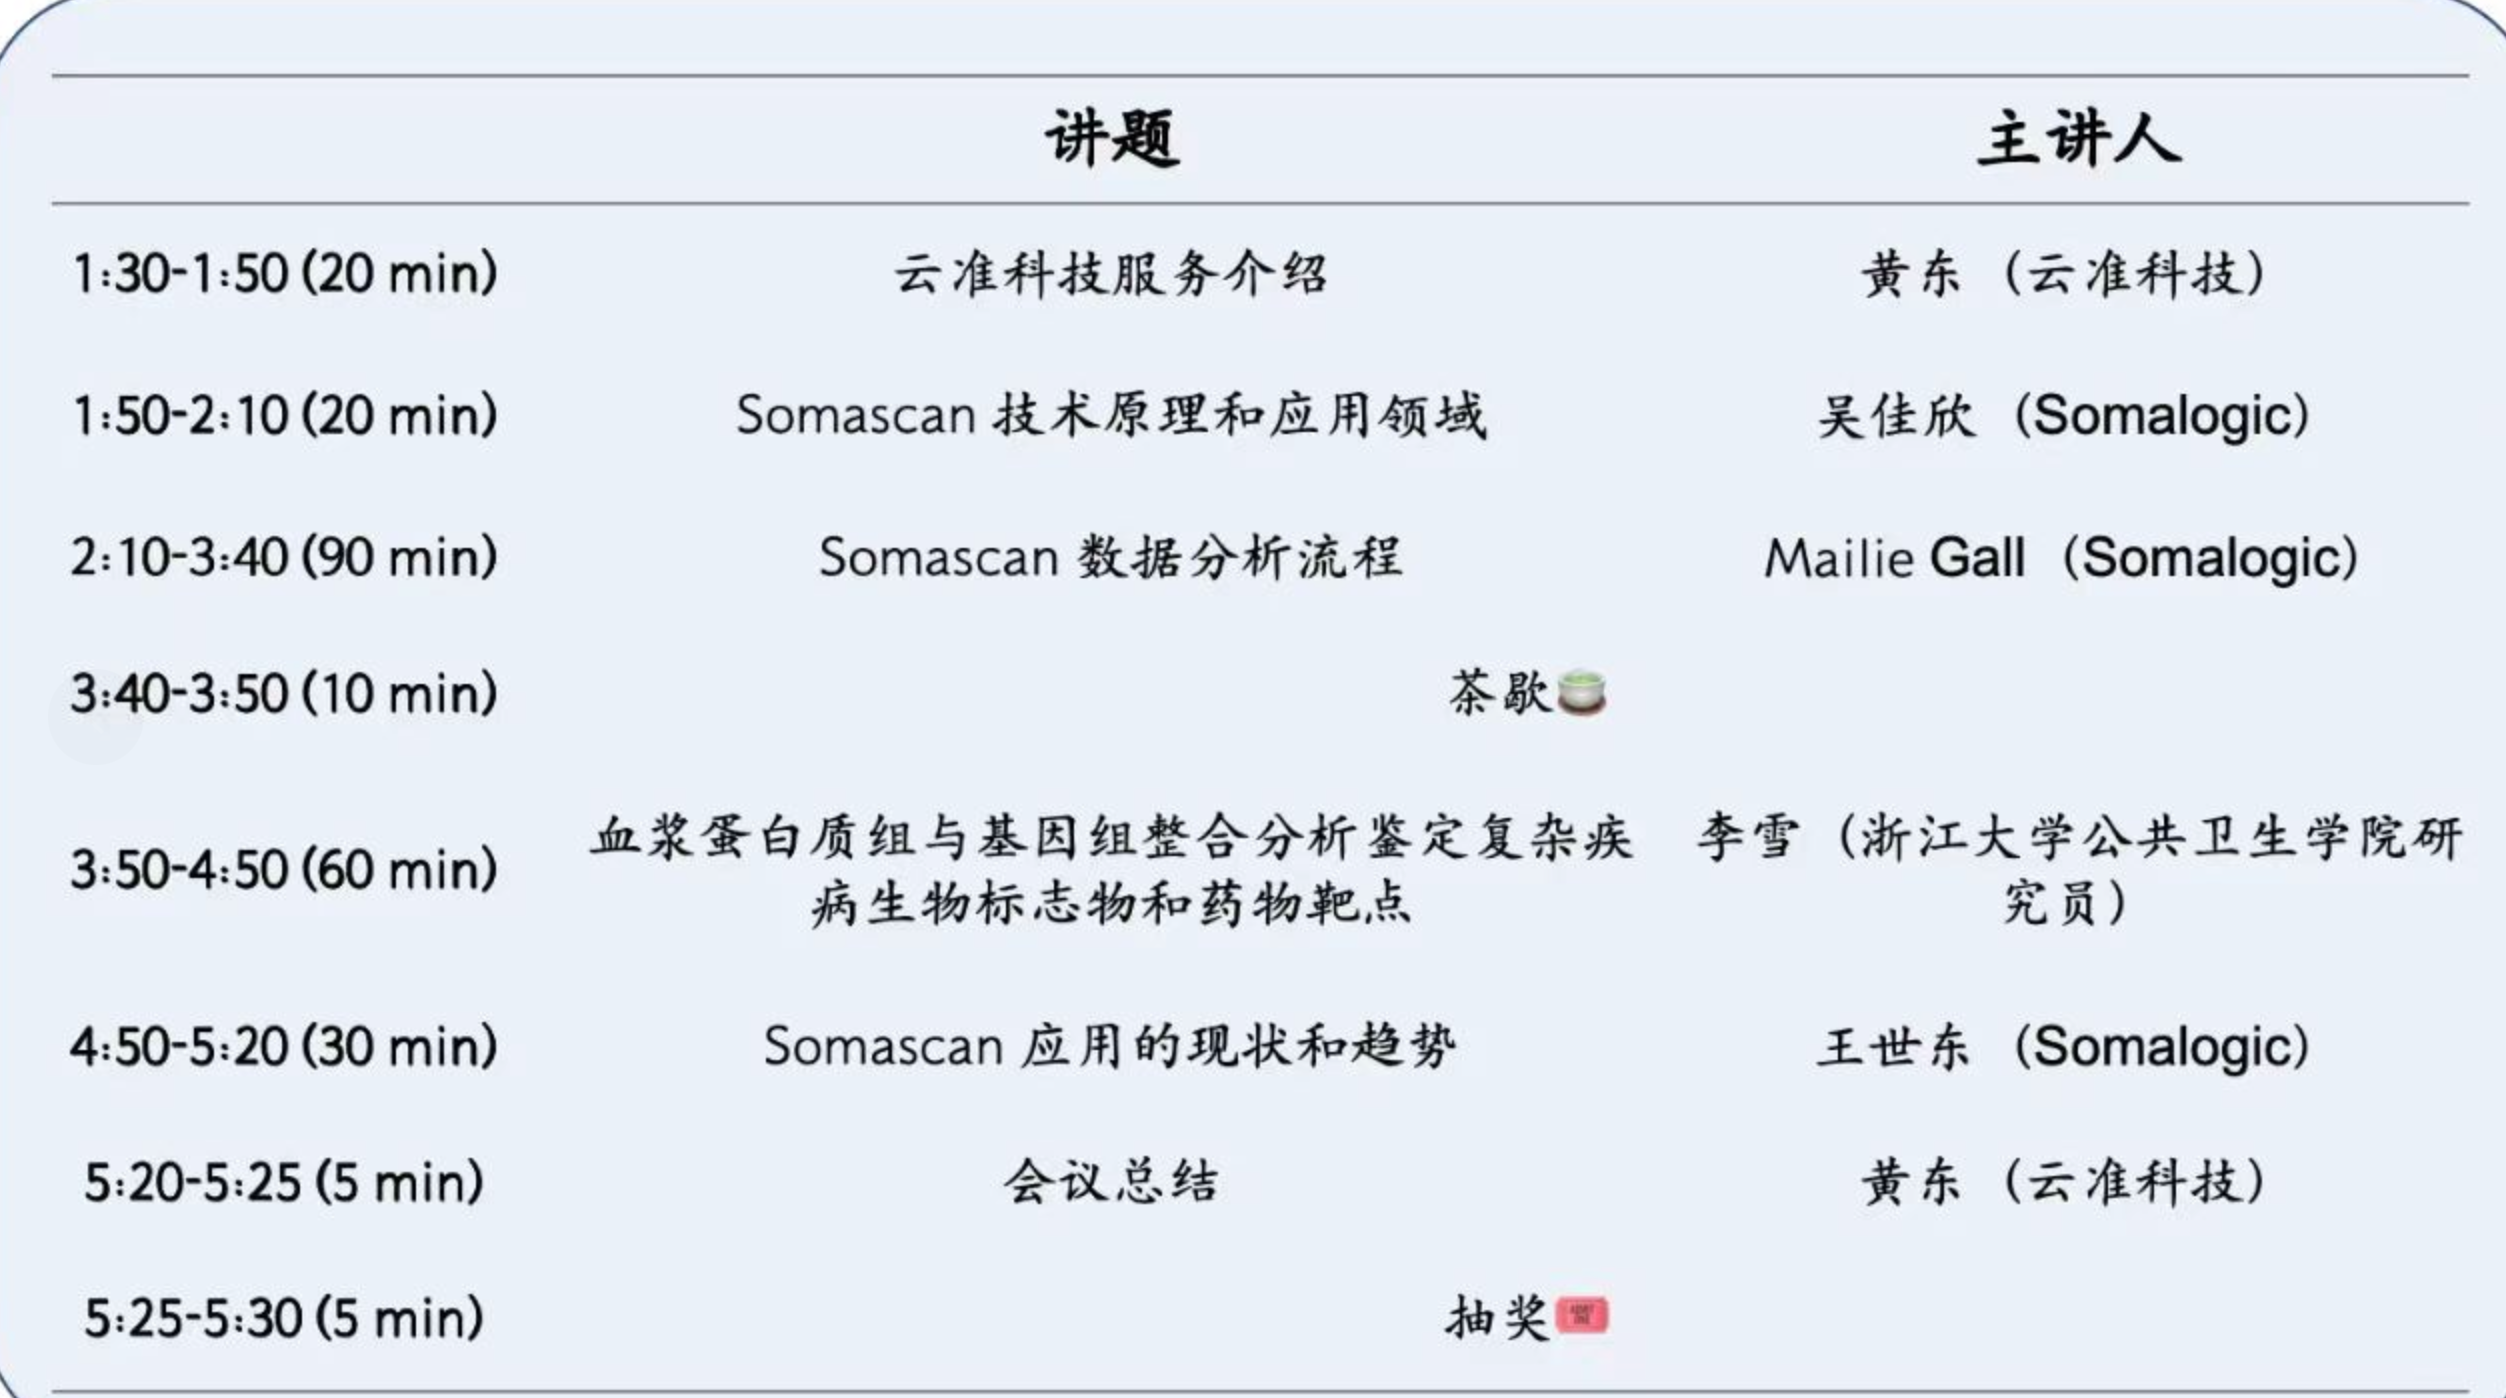 讲题 主讲人
1:30-1:50 (20 min) 云准科技服务介绍 黄东（云准科技）
1:50-2:10 (20 min) Somascan 技术原理和应用领域 吴佳欣（Somalogic）
2:10-3:40 (90 min) Somascan 数据分析流程 Mailie Gall（Somalogic）
3:40-3:50 (10 min) 茶歇🍵
3:50-4:50 (60 min) 血浆蛋白质组与基因组整合分析鉴定复杂疾 李雪（浙江大学公共卫生学院研
病生物标志物和药物靶点 究员）
4:50-5:20 (30 min) Somascan 应用的现状和趋势 王世东（Somalogic）
5:20-5:25 (5 min) 会议总结 黄东（云准科技）
5:25-5:30 (5 min) 抽奖